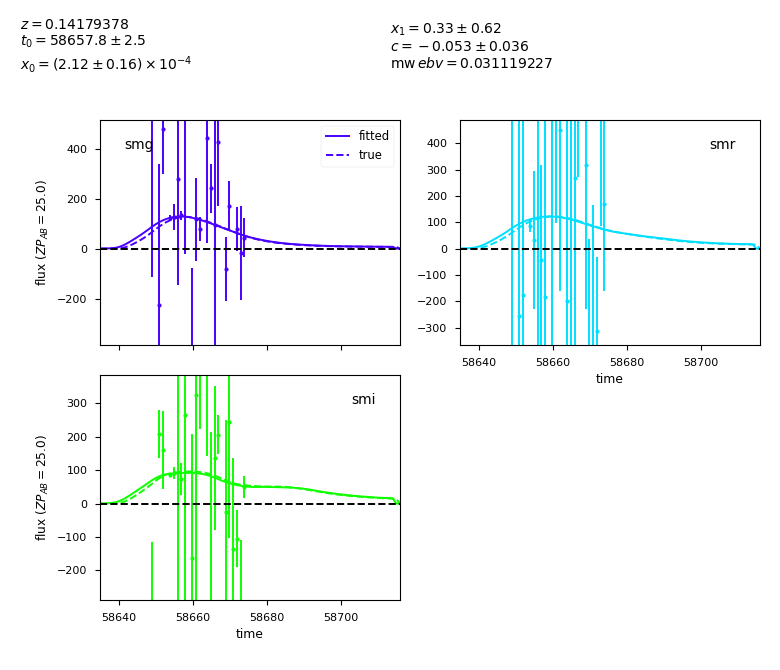 z = 0.14179378
t₀ = 58657.8 ± 2.5
x₀ = (2.12 ± 0.16) × 10⁻⁴
x₁ = 0.33 ± 0.62
c = −0.053 ± 0.036
mw ebv = 0.031119227
smg
fitted
true
400
200
0
−200
flux (ZP_AB = 25.0)
smr
400
300
200
100
0
−100
−200
−300
58640 58660 58680 58700
time
smi
300
200
100
0
−100
−200
flux (ZP_AB = 25.0)
58640 58660 58680 58700
time